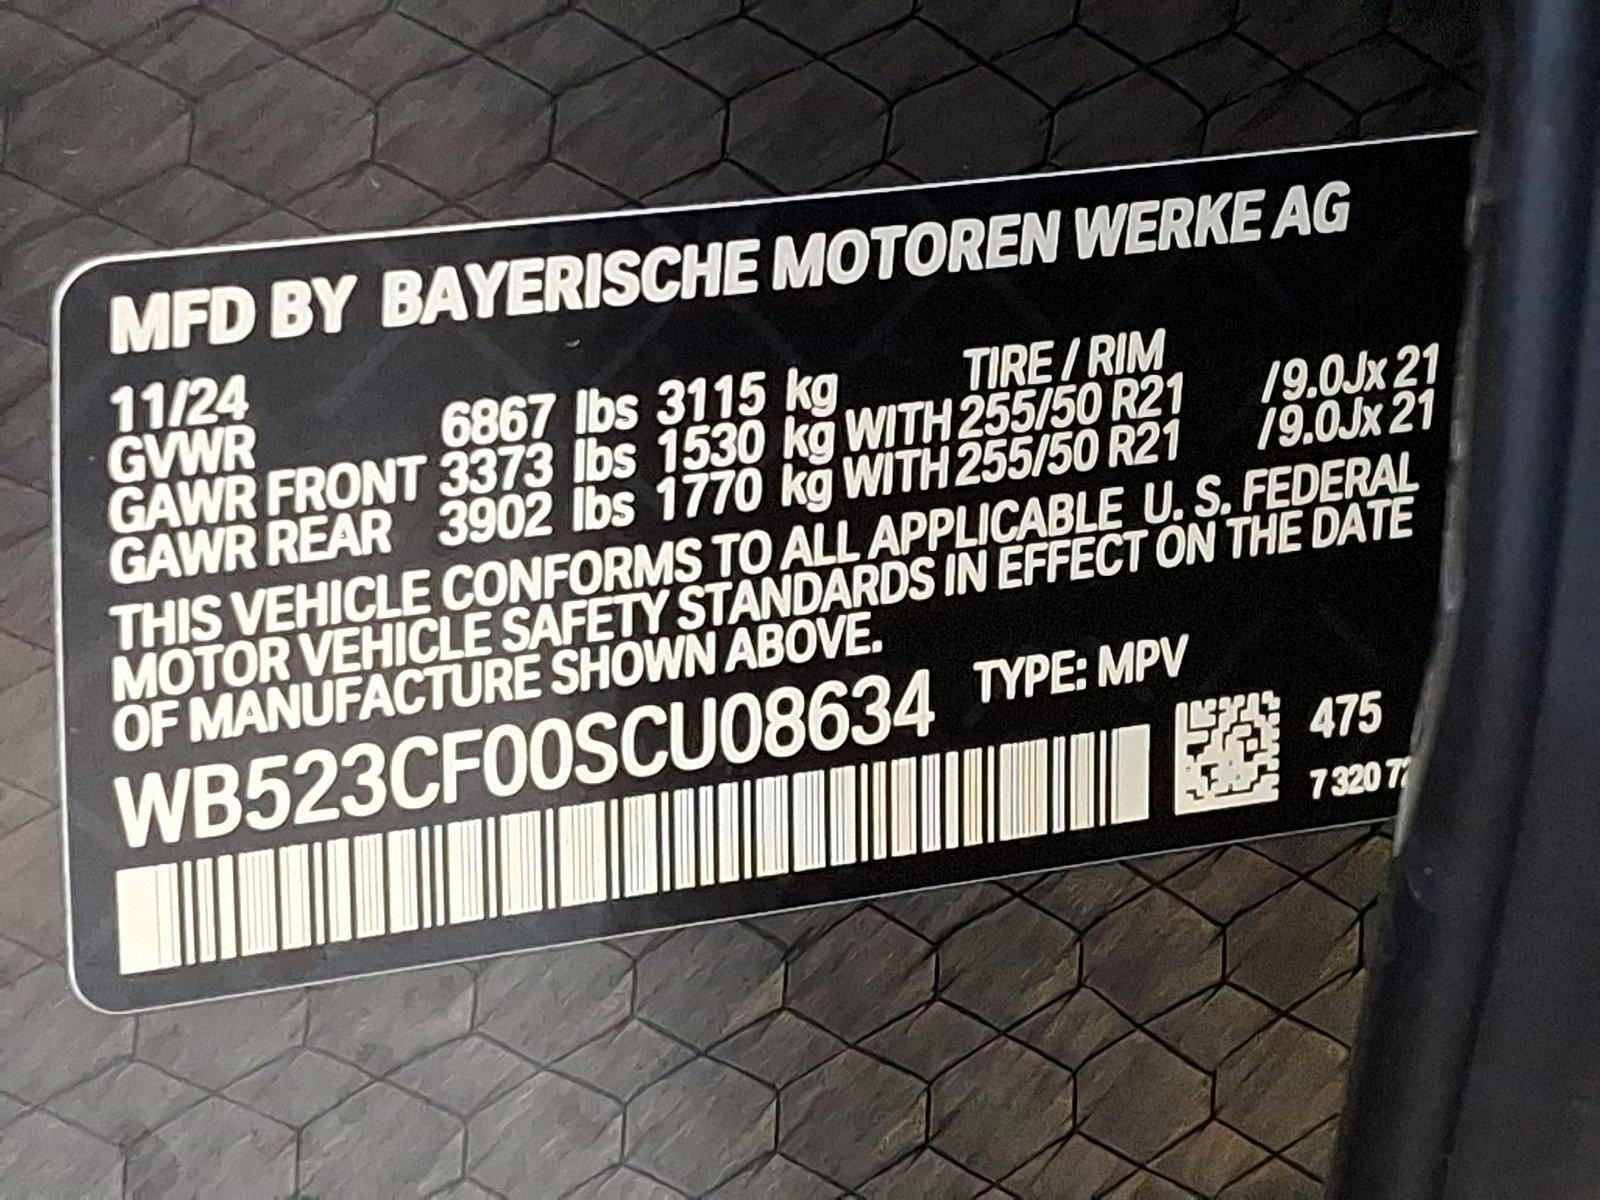 MFD BY BAYERISCHE MOTOREN WERKE AG
11/24 TIRE / RIM
GVWR 6867 lbs 3115 kg
GAWR FRONT 3373 lbs 1530 kg WITH 255/50 R21 /9.0Jx 21
GAWR REAR 3902 lbs 1770 kg WITH 255/50 R21 /9.0Jx 21
THIS VEHICLE CONFORMS TO ALL APPLICABLE U. S. FEDERAL
MOTOR VEHICLE SAFETY STANDARDS IN EFFECT ON THE DATE
OF MANUFACTURE SHOWN ABOVE.
WB523CF00SCU08634 TYPE: MPV
475
7 320